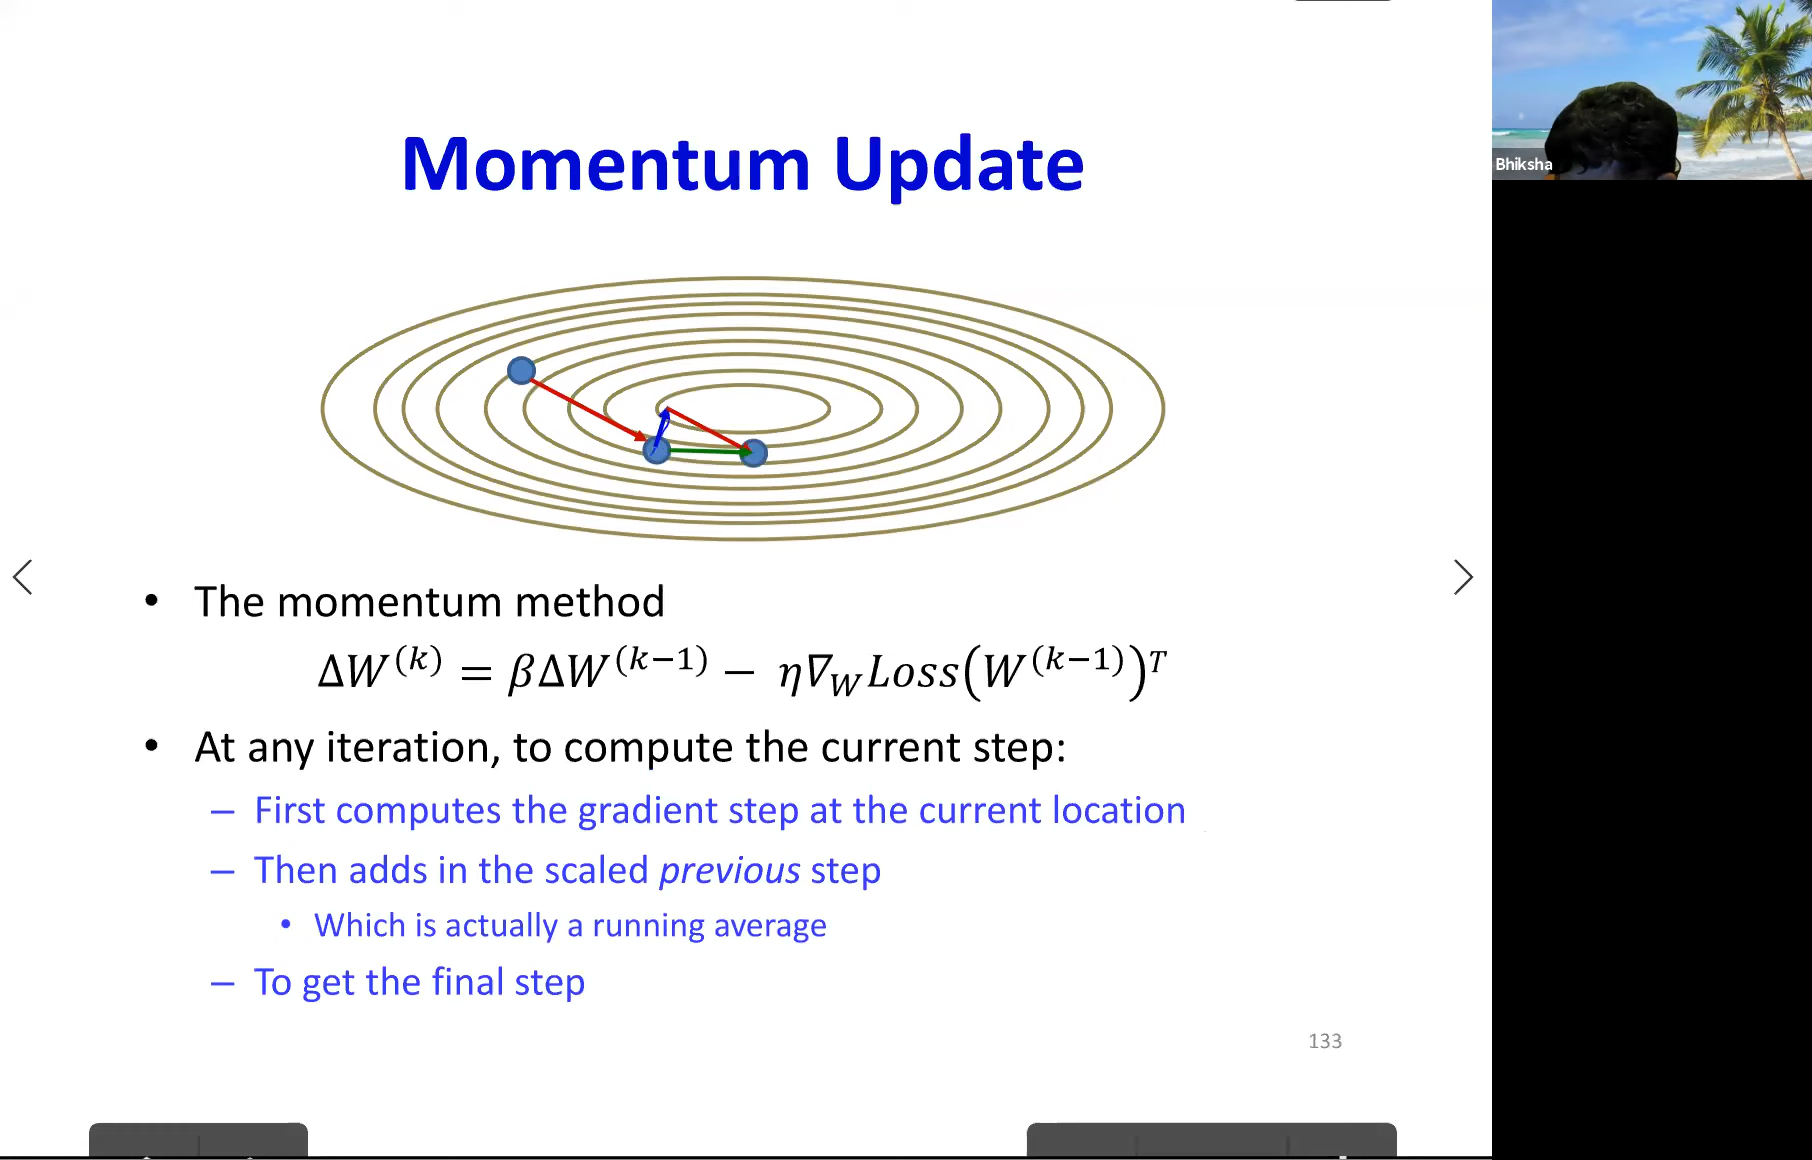 Momentum Update
Bhiksha
• The momentum method
ΔW^(k) = βΔW^(k−1) − η∇_W Loss(W^(k−1))^T
• At any iteration, to compute the current step:
– First computes the gradient step at the current location
– Then adds in the scaled previous step
• Which is actually a running average
– To get the final step
133